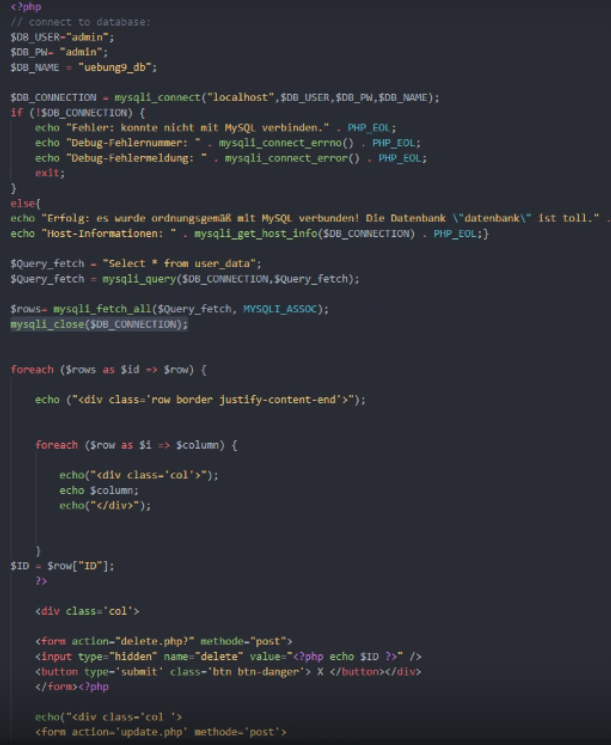 <?php
// connect to database:
$DB_USER="admin";
$DB_PW= "admin";
$DB_NAME = "uebung9_db";
$DB_CONNECTION = mysqli_connect("localhost",$DB_USER,$DB_PW,$DB_NAME);
if (!$DB_CONNECTION) {
echo "Fehler: konnte nicht mit MySQL verbinden." . PHP_EOL;
echo "Debug-Fehlernummer: " . mysqli_connect_errno() . PHP_EOL;
echo "Debug-Fehlermeldung: " . mysqli_connect_error() . PHP_EOL;
exit;
}
else{
echo "Erfolg: es wurde ordnungsgemäß mit MySQL verbunden! Die Datenbank \"datenbank\" ist toll." .
echo "Host-Informationen: " . mysqli_get_host_info($DB_CONNECTION) . PHP_EOL;}
$Query_fetch = "Select * from user_data";
$Query_fetch = mysqli_query($DB_CONNECTION,$Query_fetch);
$rows= mysqli_fetch_all($Query_fetch, MYSQLI_ASSOC);
mysqli_close($DB_CONNECTION);
foreach ($rows as $id => $row) {
echo ("<div class='row border justify-content-end'>");
foreach ($row as $i => $column) {
echo("<div class='col'>");
echo $column;
echo("</div>");
}
$ID = $row["ID"];
?>
<div class='col'>
<form action="delete.php?" methode="post">
<input type="hidden" name="delete" value="<?php echo $ID ?>" />
<button type='submit' class='btn btn-danger'> X </button></div>
</form><?php
echo("<div class='col '>
<form action='update.php' methode='post'>